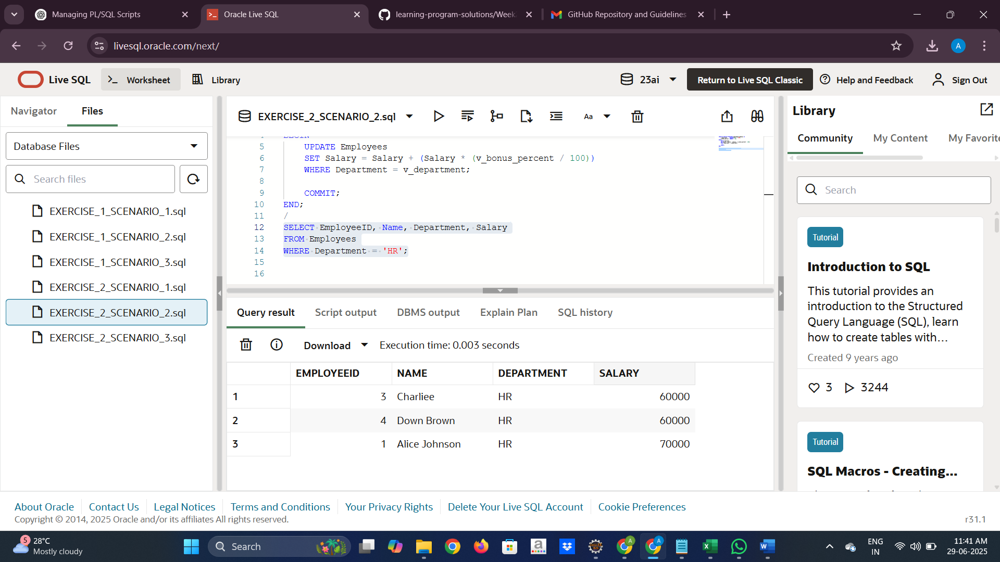 Managing PL/SQL Scripts
Oracle Live SQL
learning-program-solutions/Week
GitHub Repository and Guidelines
livesql.oracle.com/next/
A
Live SQL
Worksheet
Library
23ai
Return to Live SQL Classic
Help and Feedback
Sign Out
Navigator
Files
Database Files
Search files
EXERCISE_1_SCENARIO_1.sql
EXERCISE_1_SCENARIO_2.sql
EXERCISE_1_SCENARIO_3.sql
EXERCISE_2_SCENARIO_1.sql
EXERCISE_2_SCENARIO_2.sql
EXERCISE_2_SCENARIO_3.sql
EXERCISE_2_SCENARIO_2.sql
Aa
BEGIN
5 UPDATE Employees
6 SET Salary = Salary + (Salary * (v_bonus_percent / 100))
7 WHERE Department = v_department;
8
9 COMMIT;
10 END;
11 /
12 SELECT EmployeeID, Name, Department, Salary
13 FROM Employees
14 WHERE Department = 'HR';
15
16
Query result
Script output
DBMS output
Explain Plan
SQL history
Download
Execution time: 0.003 seconds
EMPLOYEEID NAME DEPARTMENT SALARY
1 3 Charliee HR 60000
2 4 Down Brown HR 60000
3 1 Alice Johnson HR 70000
Library
Community
My Content
My Favorite
Search
Tutorial
Introduction to SQL
This tutorial provides an
introduction to the Structured
Query Language (SQL), learn
how to create tables with...
Created 9 years ago
3 3244
Tutorial
SQL Macros - Creating...
About Oracle
Contact Us
Legal Notices
Terms and Conditions
Your Privacy Rights
Delete Your Live SQL Account
Cookie Preferences
Copyright © 2014, 2025 Oracle and/or its affiliates All rights reserved.
r31.1
5
28°C
Mostly cloudy
Search
ENG
IN
11:41 AM
29-06-2025